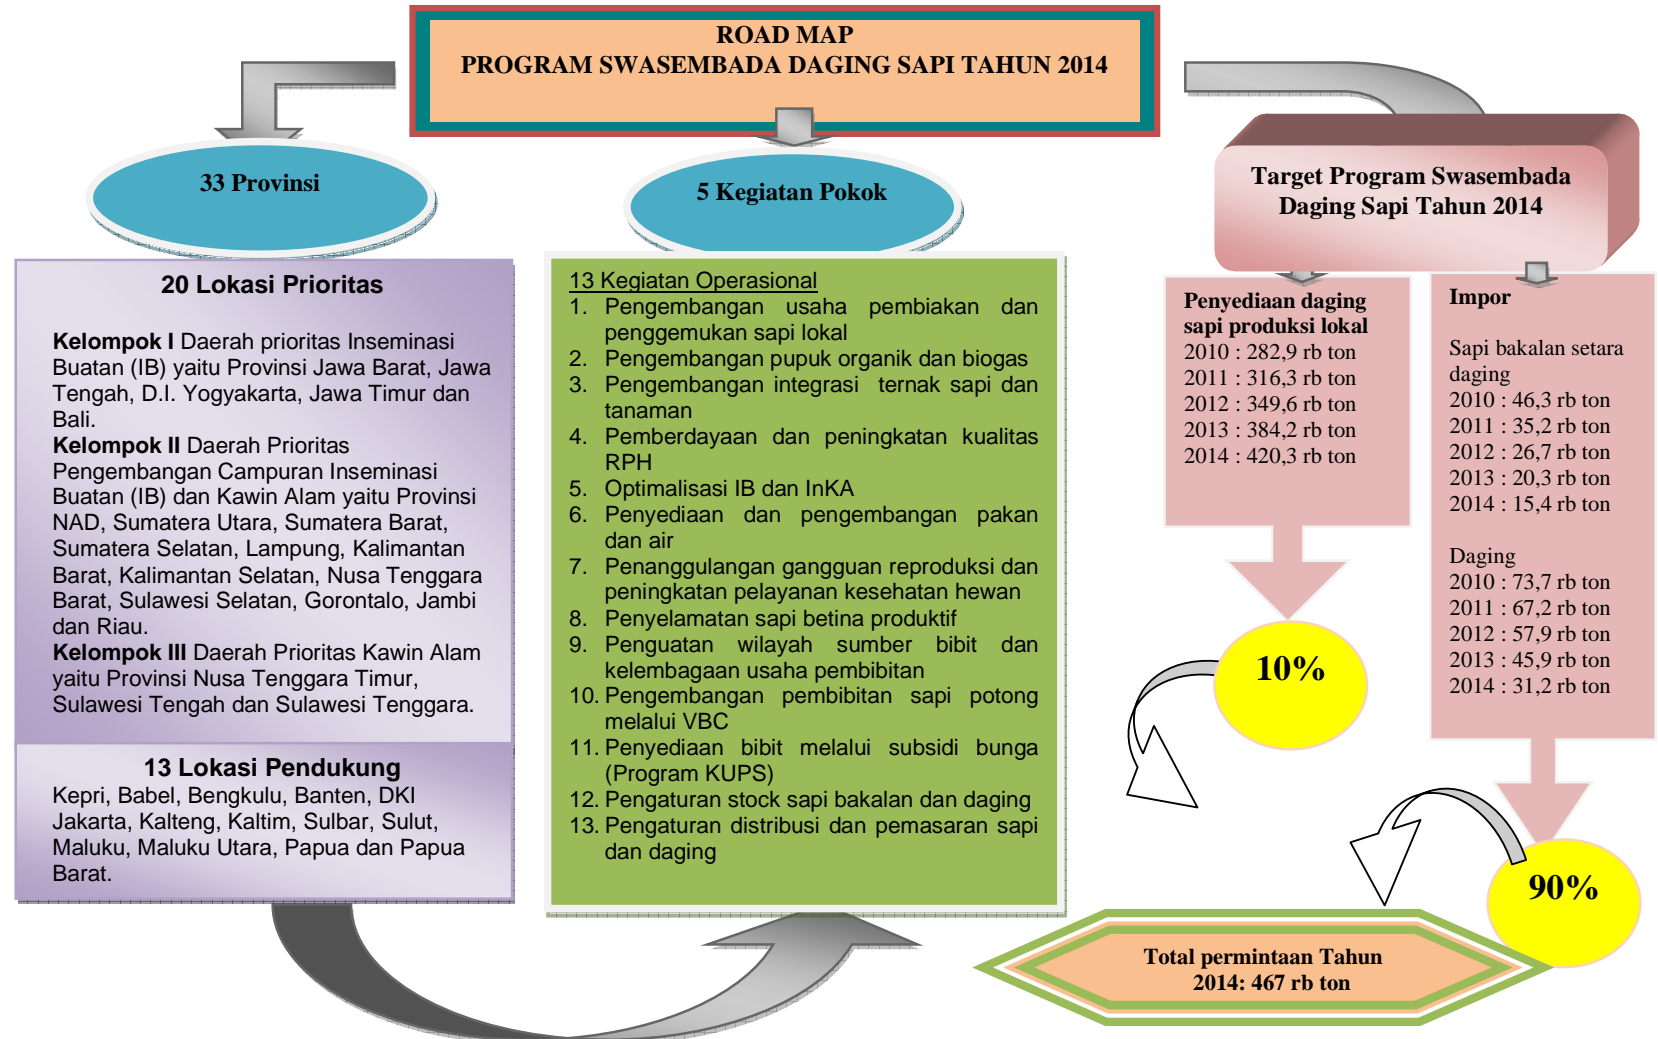 ROAD MAP
PROGRAM SWASEMBADA DAGING SAPI TAHUN 2014
33 Provinsi
20 Lokasi Prioritas
Kelompok I Daerah prioritas Inseminasi
Buatan (IB) yaitu Provinsi Jawa Barat, Jawa
Tengah, D.I. Yogyakarta, Jawa Timur dan
Bali.
Kelompok II Daerah Prioritas
Pengembangan Campuran Inseminasi
Buatan (IB) dan Kawin Alam yaitu Provinsi
NAD, Sumatera Utara, Sumatera Barat,
Sumatera Selatan, Lampung, Kalimantan
Barat, Kalimantan Selatan, Nusa Tenggara
Barat, Sulawesi Selatan, Gorontalo, Jambi
dan Riau.
Kelompok III Daerah Prioritas Kawin Alam
yaitu Provinsi Nusa Tenggara Timur,
Sulawesi Tengah dan Sulawesi Tenggara.
13 Lokasi Pendukung
Kepri, Babel, Bengkulu, Banten, DKI
Jakarta, Kalteng, Kaltim, Sulbar, Sulut,
Maluku, Maluku Utara, Papua dan Papua
Barat.
5 Kegiatan Pokok
13 Kegiatan Operasional
1. Pengembangan usaha pembiakan dan
penggemukan sapi lokal
2. Pengembangan pupuk organik dan biogas
3. Pengembangan integrasi ternak sapi dan
tanaman
4. Pemberdayaan dan peningkatan kualitas
RPH
5. Optimalisasi IB dan InKA
6. Penyediaan dan pengembangan pakan
dan air
7. Penanggulangan gangguan reproduksi dan
peningkatan pelayanan kesehatan hewan
8. Penyelamatan sapi betina produktif
9. Penguatan wilayah sumber bibit dan
kelembagaan usaha pembibitan
10. Pengembangan pembibitan sapi potong
melalui VBC
11. Penyediaan bibit melalui subsidi bunga
(Program KUPS)
12. Pengaturan stock sapi bakalan dan daging
13. Pengaturan distribusi dan pemasaran sapi
dan daging
Target Program Swasembada
Daging Sapi Tahun 2014
Penyediaan daging
sapi produksi lokal
2010 : 282,9 rb ton
2011 : 316,3 rb ton
2012 : 349,6 rb ton
2013 : 384,2 rb ton
2014 : 420,3 rb ton
10%
Impor
Sapi bakalan setara
daging
2010 : 46,3 rb ton
2011 : 35,2 rb ton
2012 : 26,7 rb ton
2013 : 20,3 rb ton
2014 : 15,4 rb ton
Daging
2010 : 73,7 rb ton
2011 : 67,2 rb ton
2012 : 57,9 rb ton
2013 : 45,9 rb ton
2014 : 31,2 rb ton
90%
Total permintaan Tahun
2014: 467 rb ton